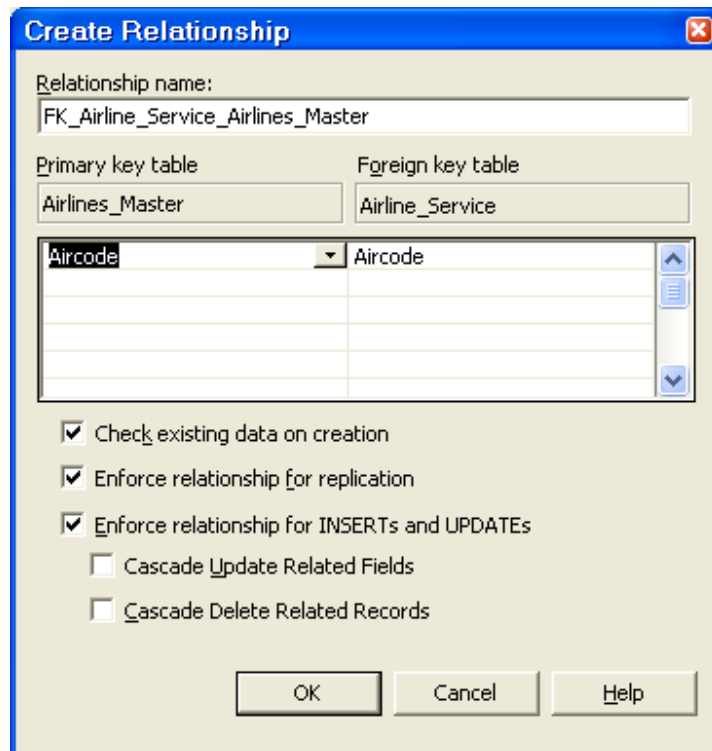 Create Relationship
Relationship name:
FK_Airline_Service_Airlines_Master
Primary key table Foreign key table
Airlines_Master Airline_Service
Aircode Aircode
Check existing data on creation
Enforce relationship for replication
Enforce relationship for INSERTs and UPDATEs
Cascade Update Related Fields
Cascade Delete Related Records
OK Cancel Help